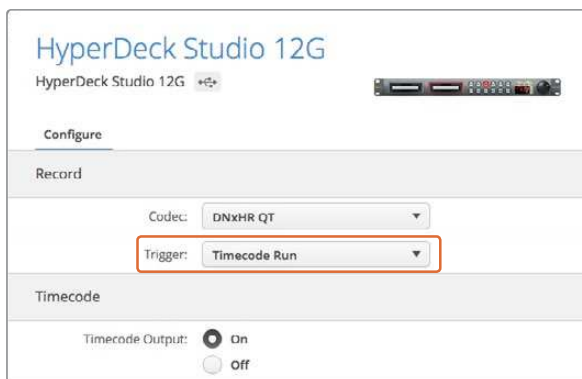 HyperDeck Studio 12G
HyperDeck Studio 12G
Configure
Record
Codec: DNxHR QT
Trigger: Timecode Run
Timecode
Timecode Output: On
Off